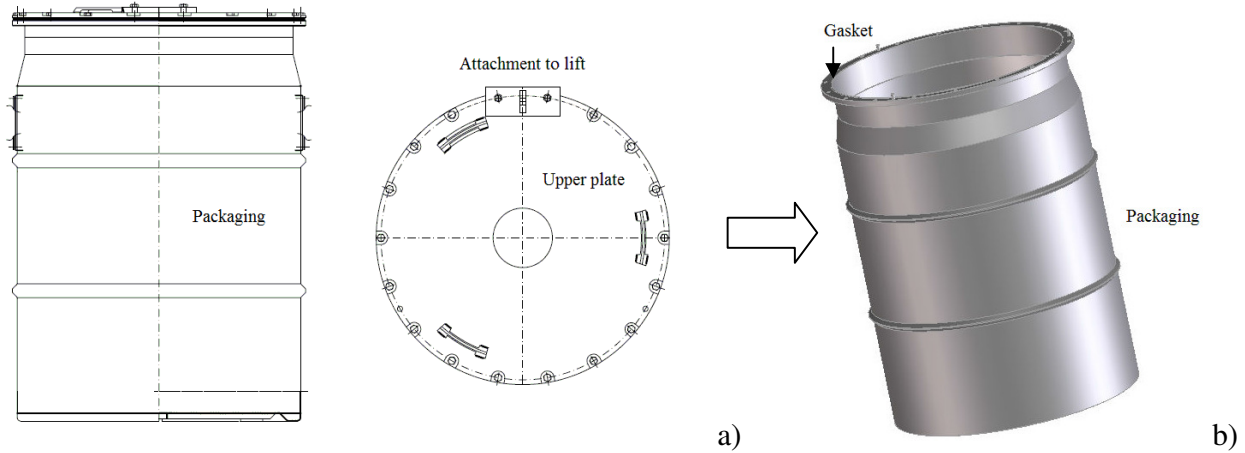 Gasket
Attachment to lift
Upper plate
Packaging
Packaging
a)
b)